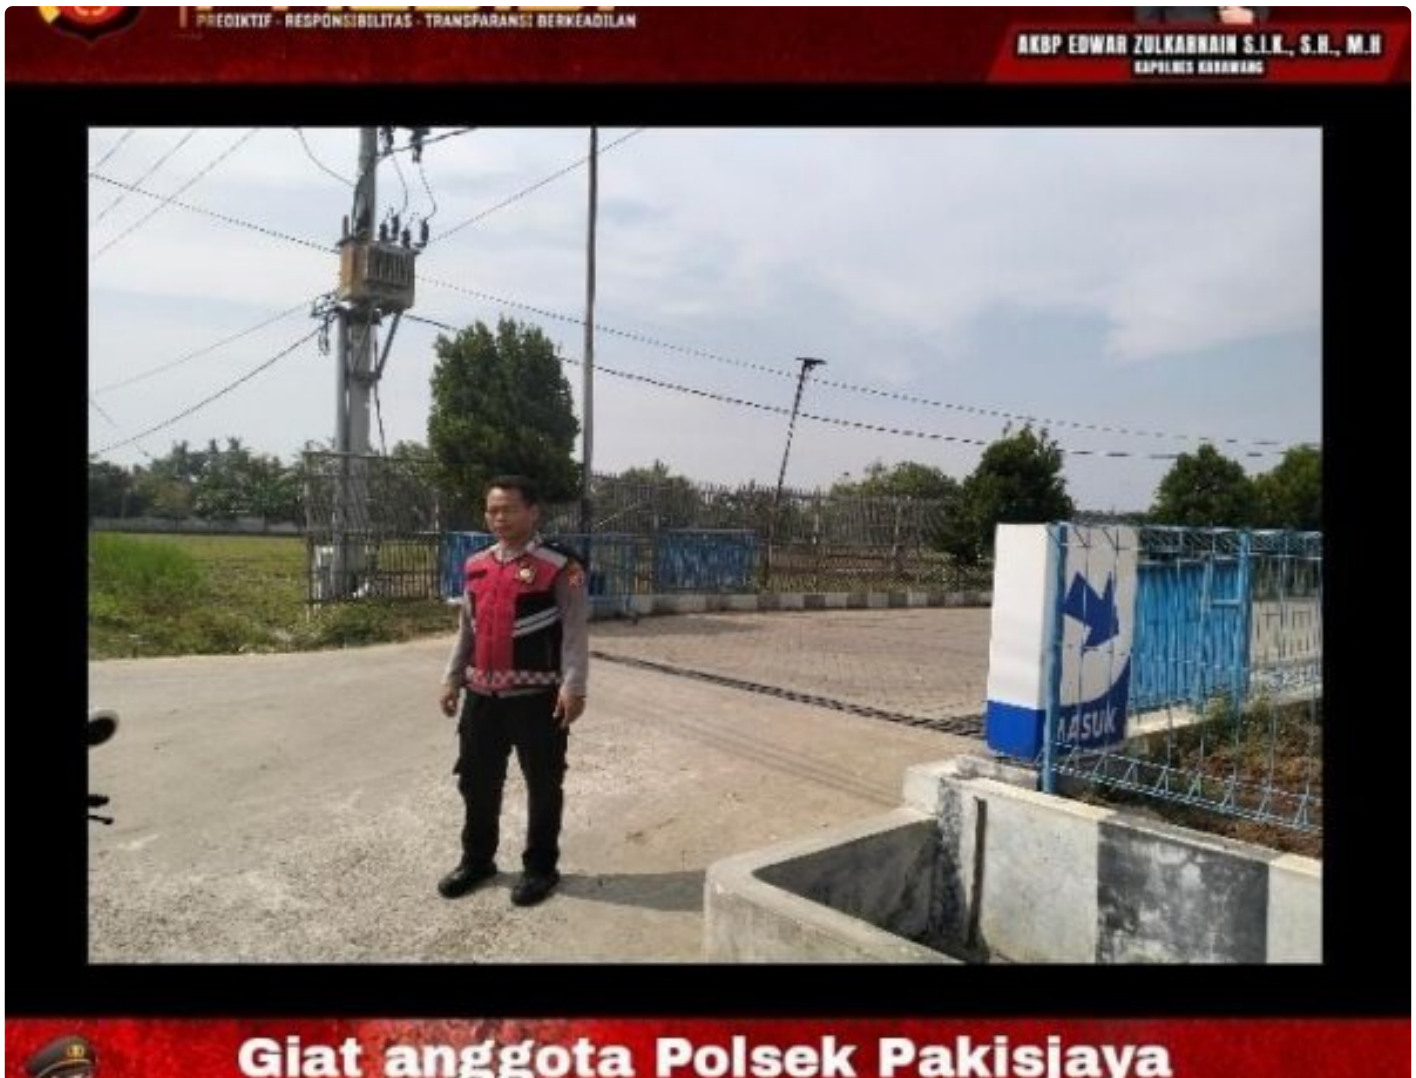 PREDIKTIF - RESPONSIBILITAS - TRANSPARANSI BERKEADILAN
AKBP EDWAR ZULKARNAIN S.I.K., S.H., M.H
KAPOLRES KARAWANG
MASUK
Giat anggota Polsek Pakisjaya